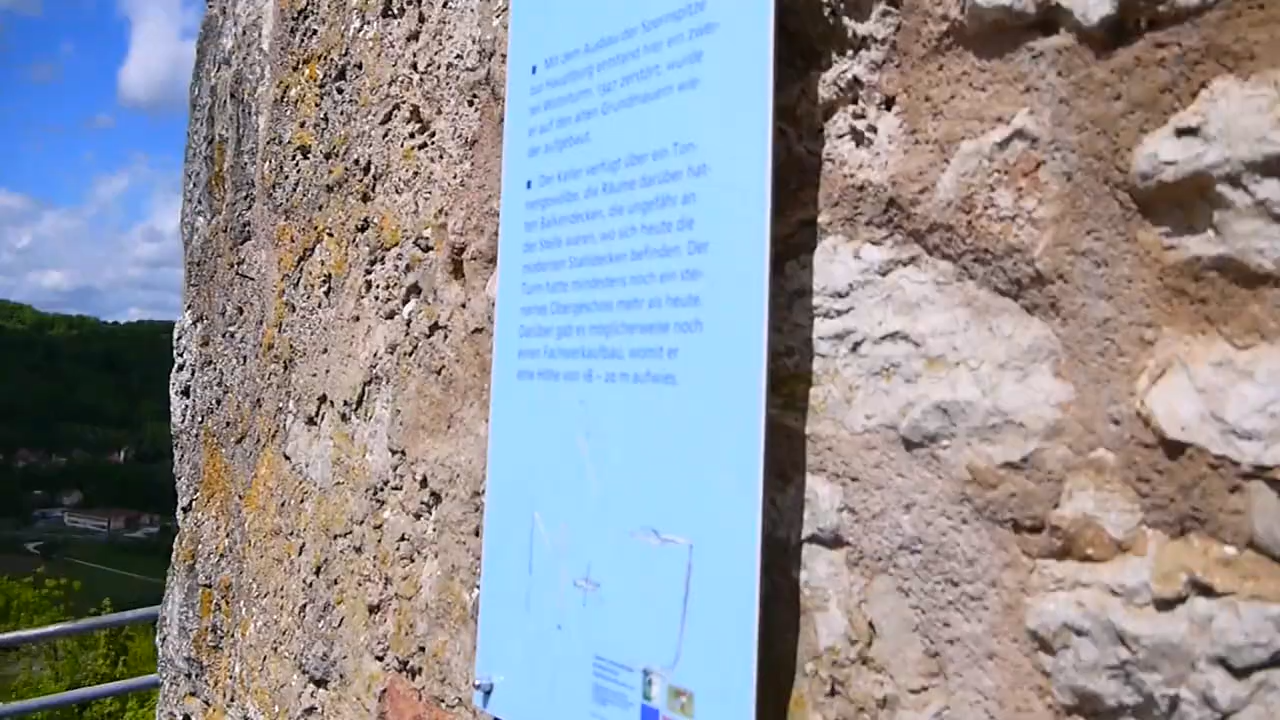 ▪ Mit dem Ausbau der Spornspitze
zur Hauptburg entstand hier ein zwei-
ter Wohnturm. 1397 zerstört, wurde
er auf den alten Grundmauern wie-
der aufgebaut.
▪ Der Keller verfügt über ein Ton-
nengewölbe, die Räume darüber hat-
ten Balkendecken, die ungefähr an
der Stelle waren, wo sich heute die
modernen Stahldecken befinden. Der
Turm hatte mindestens noch ein stei-
nernes Obergeschoss mehr als heute.
Darüber gab es möglicherweise noch
einen Fachwerkaufbau, womit er
eine Höhe von 18 – 20 m aufwies.